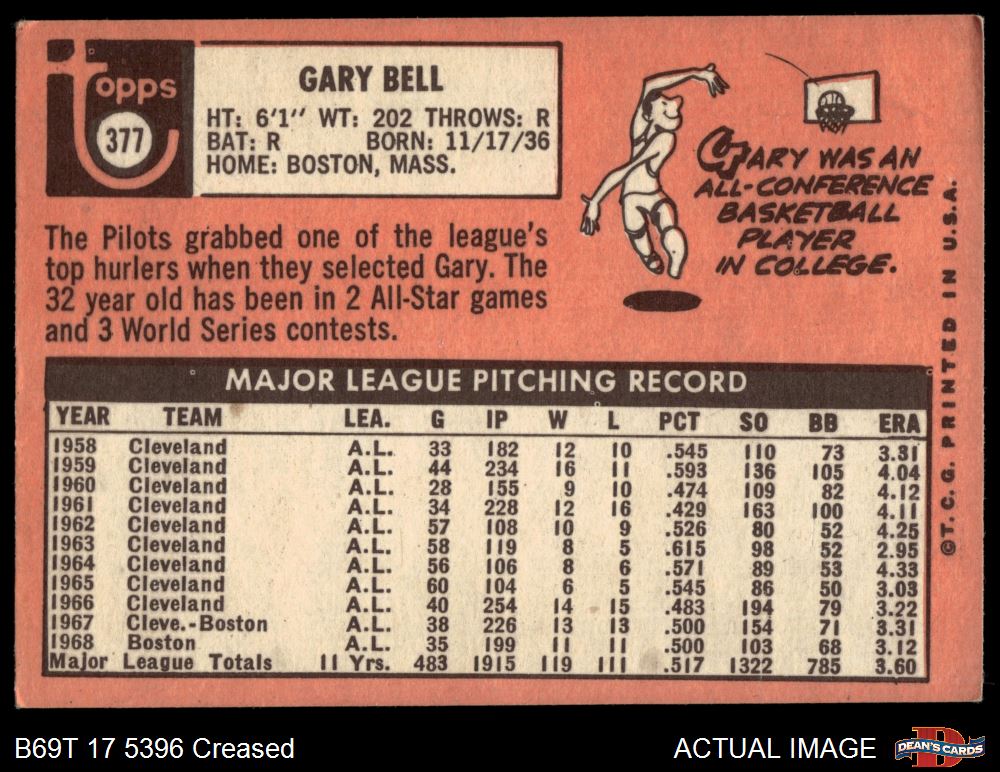 Topps
377
GARY BELL
HT: 6'1" WT: 202 THROWS: R
BAT: R BORN: 11/17/36
HOME: BOSTON, MASS.
GARY WAS AN
ALL-CONFERENCE
BASKETBALL
PLAYER
IN COLLEGE.
The Pilots grabbed one of the league's
top hurlers when they selected Gary. The
32 year old has been in 2 All-Star games
and 3 World Series contests.
©T. C. G. PRINTED IN U.S.A.
MAJOR LEAGUE PITCHING RECORD
YEAR TEAM LEA. G IP W L PCT SO BB ERA
1958 Cleveland A.L. 33 182 12 10 .545 110 73 3.31
1959 Cleveland A.L. 44 234 16 11 .593 136 105 4.04
1960 Cleveland A.L. 28 155 9 10 .474 109 82 4.12
1961 Cleveland A.L. 34 228 12 16 .429 163 100 4.11
1962 Cleveland A.L. 57 108 10 9 .526 80 52 4.25
1963 Cleveland A.L. 58 119 8 5 .615 98 52 2.95
1964 Cleveland A.L. 56 106 8 6 .571 89 53 4.33
1965 Cleveland A.L. 60 104 6 5 .545 86 50 3.03
1966 Cleveland A.L. 40 254 14 15 .483 194 79 3.22
1967 Cleve.-Boston A.L. 38 226 13 13 .500 154 71 3.31
1968 Boston A.L. 35 199 11 11 .500 103 68 3.12
Major League Totals 11 Yrs. 483 1915 119 111 .517 1322 785 3.60
B69T 17 5396 Creased
ACTUAL IMAGE
DEAN'S CARDS